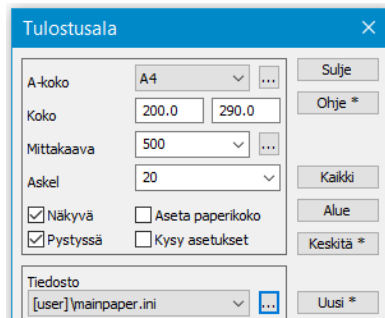 Tulostusala
A-koko A4 ... Sulje
Koko 200.0 290.0 Ohje *
Mittakaava 500 ...
Askel 20 Kaikki
Näkyvä Aseta paperikoko Alue
Pystyssä Kysy asetukset Keskitä *
Tiedosto
[user]\mainpaper.ini ... Uusi *